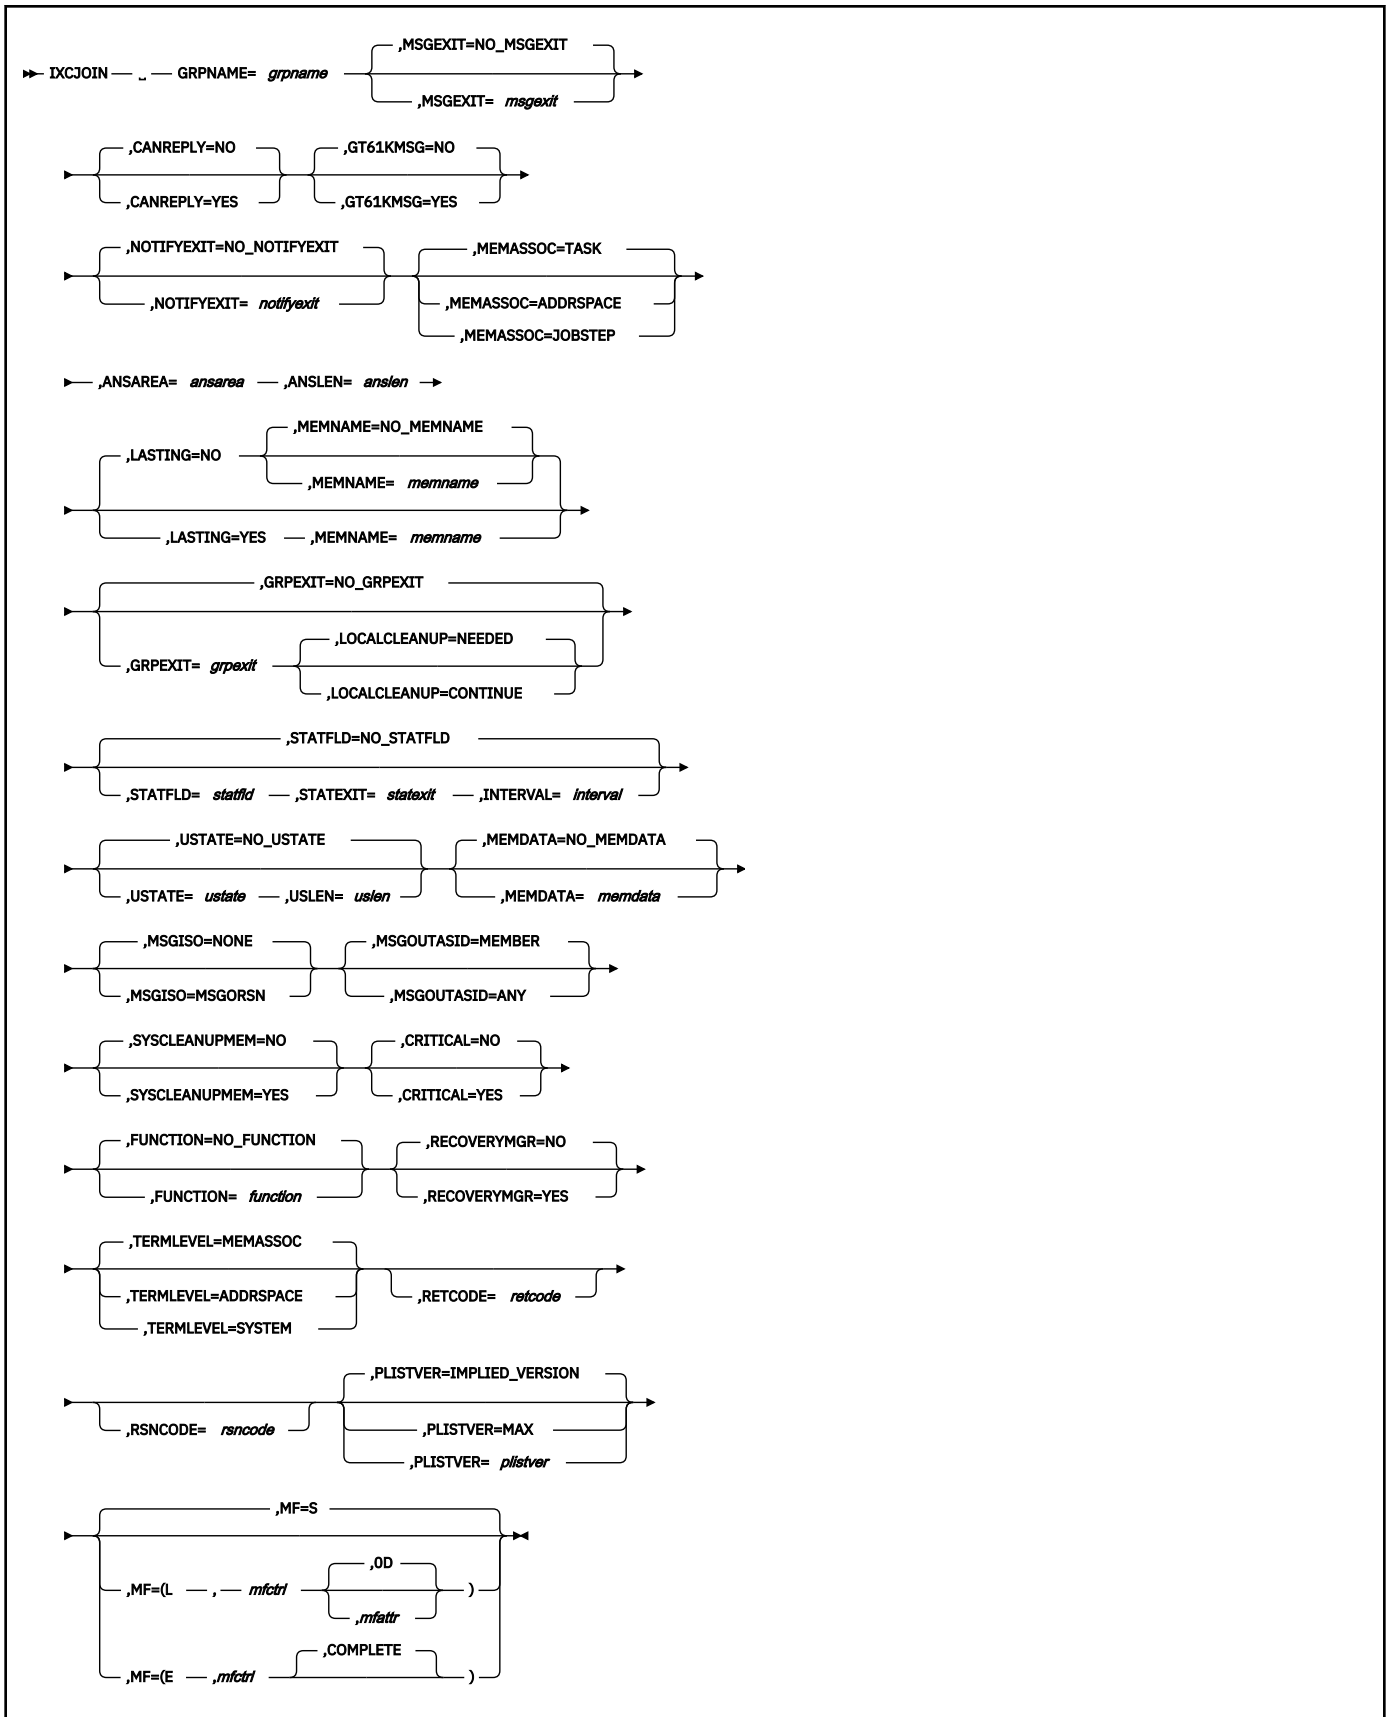 ,MSGEXIT=NO_MSGEXIT
IXCJOIN ␣ GRPNAME= grpname
,MSGEXIT= msgexit
,CANREPLY=NO ,GT61KMSG=NO
,CANREPLY=YES ,GT61KMSG=YES
,NOTIFYEXIT=NO_NOTIFYEXIT ,MEMASSOC=TASK
,NOTIFYEXIT= notifyexit ,MEMASSOC=ADDRSPACE
,MEMASSOC=JOBSTEP
,ANSAREA= ansarea ,ANSLEN= anslen
,MEMNAME=NO_MEMNAME
,LASTING=NO
,MEMNAME= memname
,LASTING=YES ,MEMNAME= memname
,GRPEXIT=NO_GRPEXIT
,LOCALCLEANUP=NEEDED
,GRPEXIT= grpexit
,LOCALCLEANUP=CONTINUE
,STATFLD=NO_STATFLD
,STATFLD= statfld ,STATEXIT= statexit ,INTERVAL= interval
,USTATE=NO_USTATE ,MEMDATA=NO_MEMDATA
,USTATE= ustate ,USLEN= uslen ,MEMDATA= memdata
,MSGISO=NONE ,MSGOUTASID=MEMBER
,MSGISO=MSGORSN ,MSGOUTASID=ANY
,SYSCLEANUPMEM=NO ,CRITICAL=NO
,SYSCLEANUPMEM=YES ,CRITICAL=YES
,FUNCTION=NO_FUNCTION ,RECOVERYMGR=NO
,FUNCTION= function ,RECOVERYMGR=YES
,TERMLEVEL=MEMASSOC
,TERMLEVEL=ADDRSPACE ,RETCODE= retcode
,TERMLEVEL=SYSTEM
,PLISTVER=IMPLIED_VERSION
,RSNCODE= rsncode ,PLISTVER=MAX
,PLISTVER= plistver
,MF=S
,0D
,MF=(L , mfctrl )
,mfattr
,COMPLETE
,MF=(E ,mfctrl )